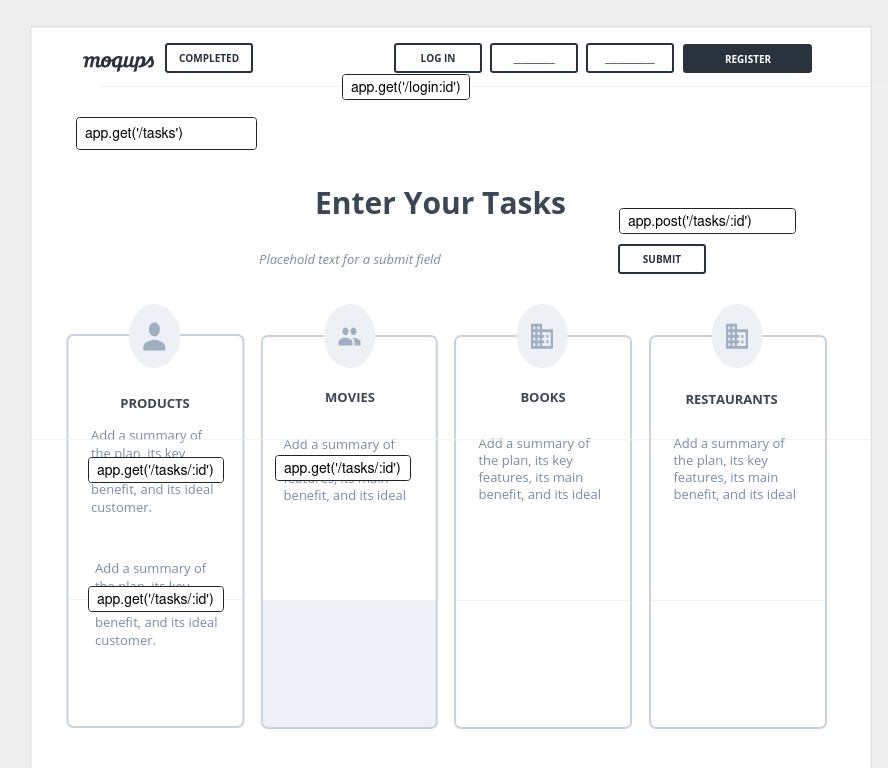 moqups
COMPLETED
LOG IN
REGISTER
app.get('/login:id')
app.get('/tasks')
Enter Your Tasks
app.post('/tasks/:id')
Placehold text for a submit field
SUBMIT
PRODUCTS
Add a summary of
the plan, its key
app.get('/tasks/:id')
benefit, and its ideal
customer.
Add a summary of
the plan, its key
app.get('/tasks/:id')
benefit, and its ideal
customer.
MOVIES
Add a summary of
app.get('/tasks/:id')
features, its main
benefit, and its ideal
BOOKS
Add a summary of
the plan, its key
features, its main
benefit, and its ideal
RESTAURANTS
Add a summary of
the plan, its key
features, its main
benefit, and its ideal